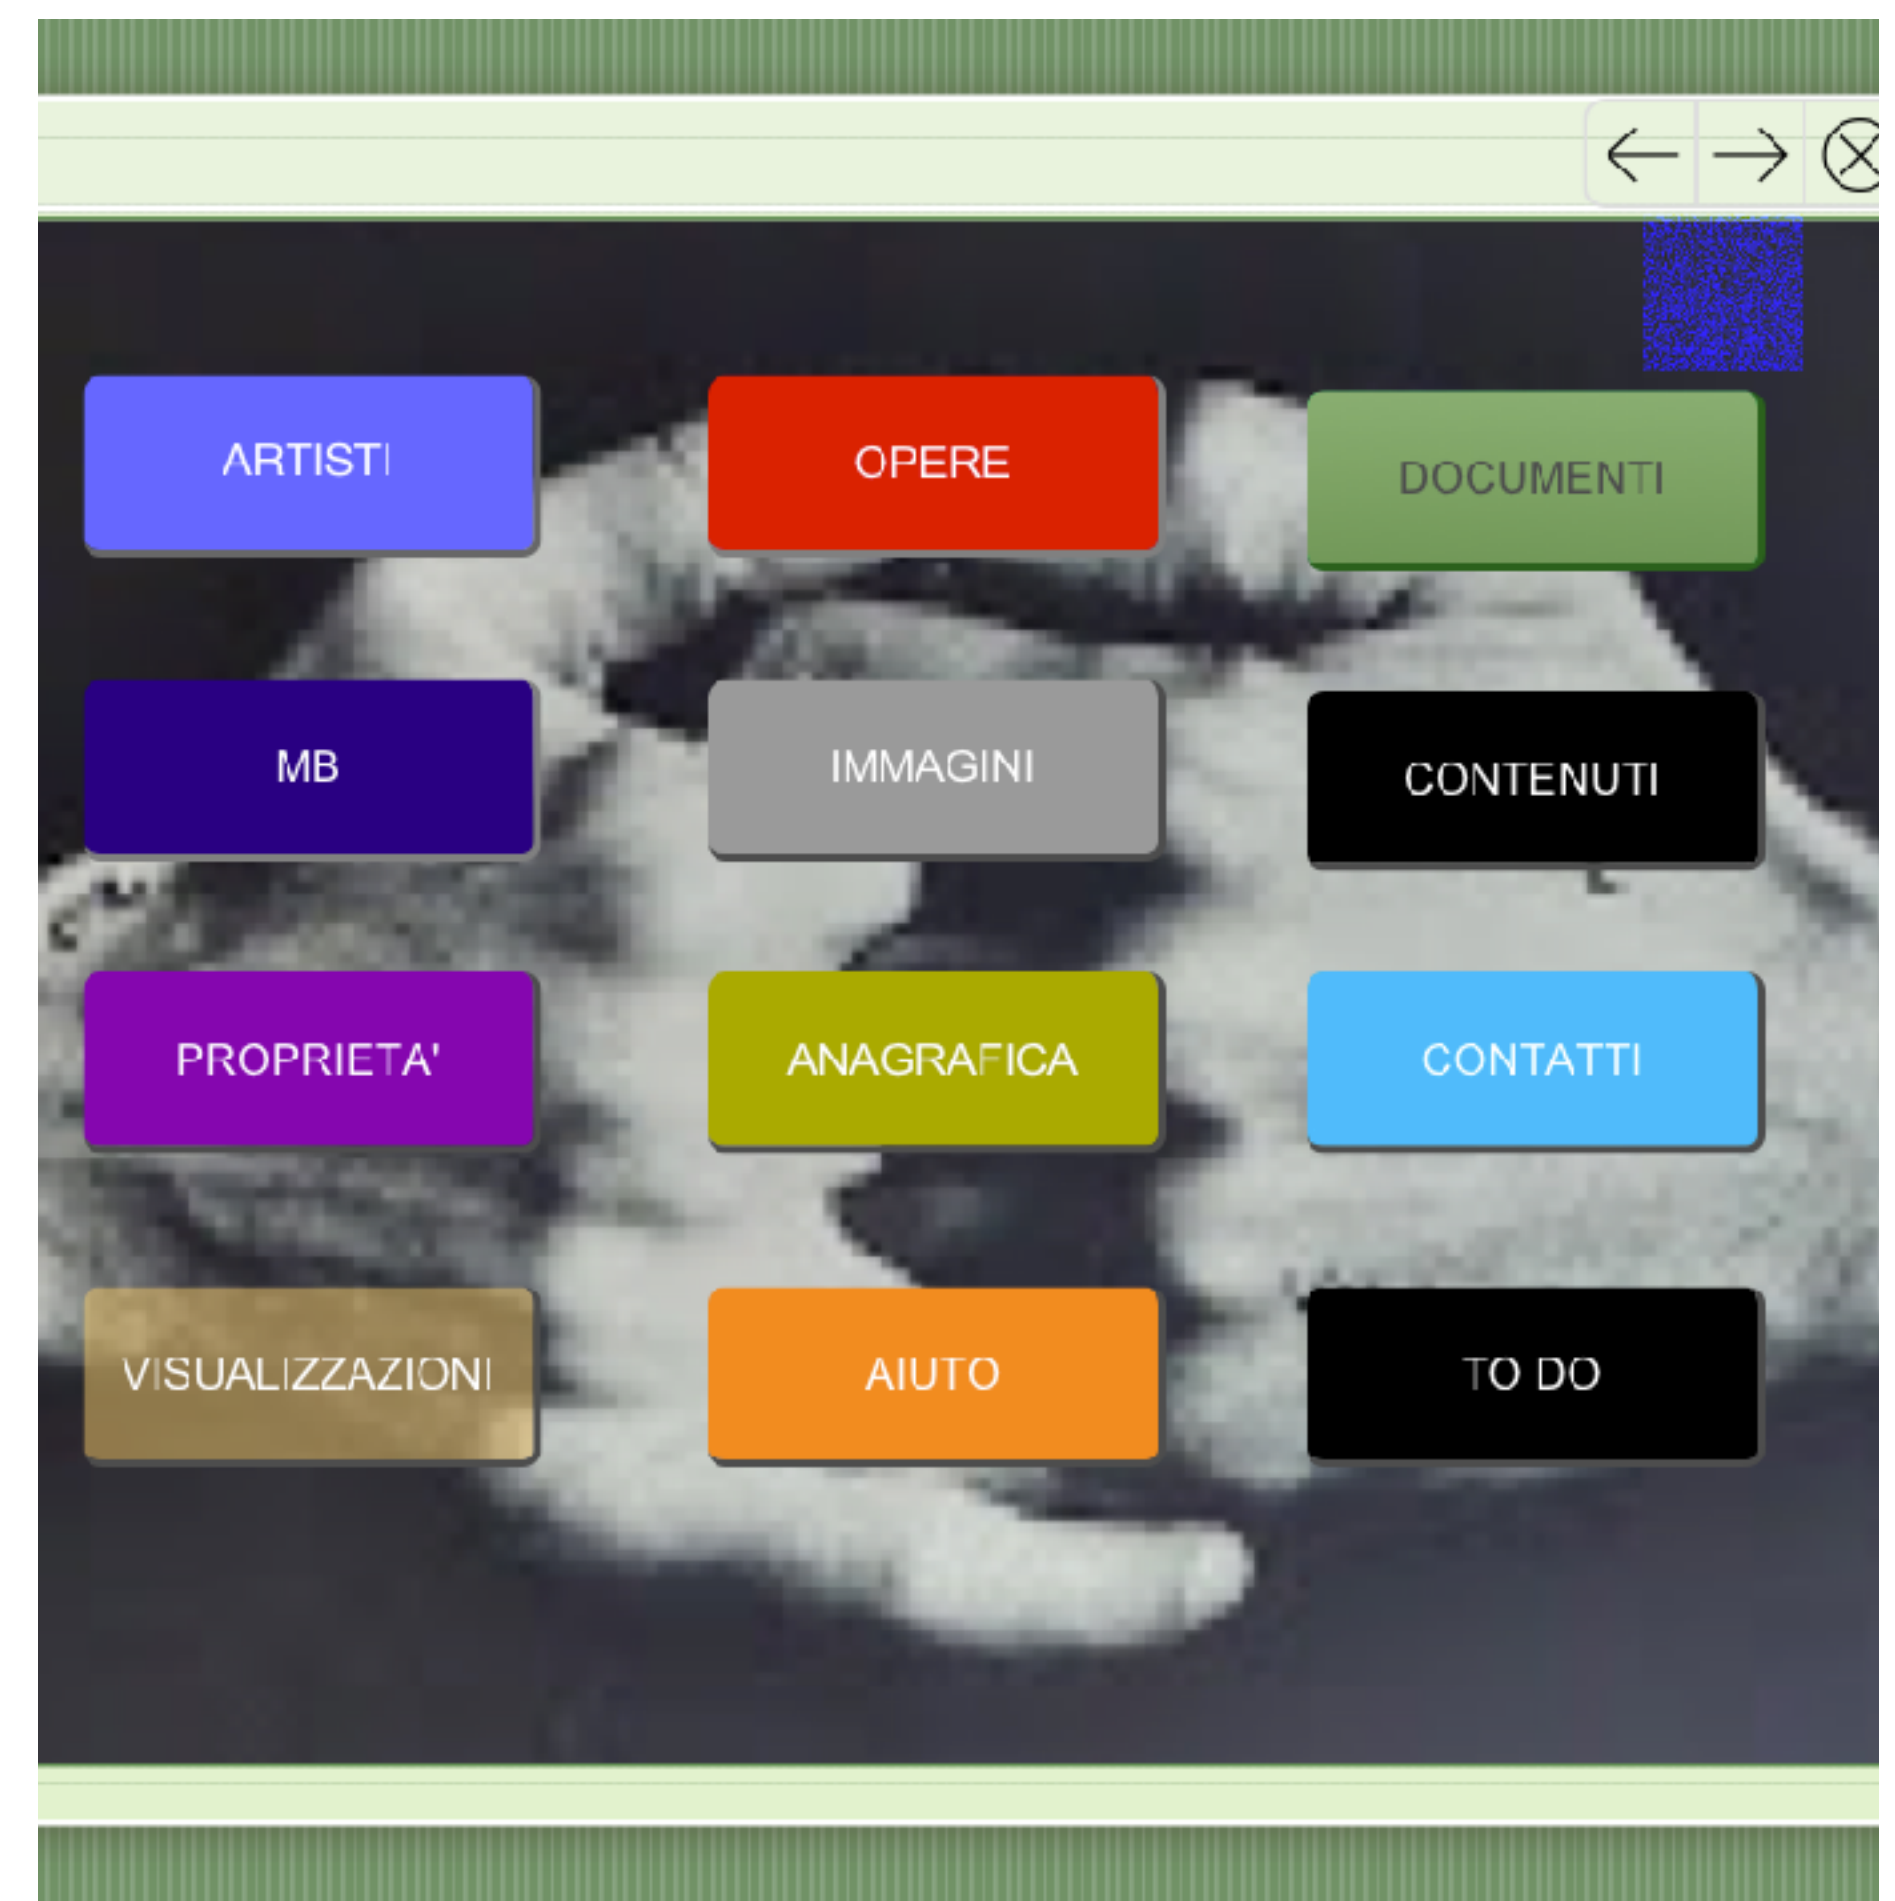 ARTISTI
OPERE
DOCUMENTI
MB
IMMAGINI
CONTENUTI
PROPRIETA'
ANAGRAFICA
CONTATTI
VISUALIZZAZIONI
AIUTO
TO DO